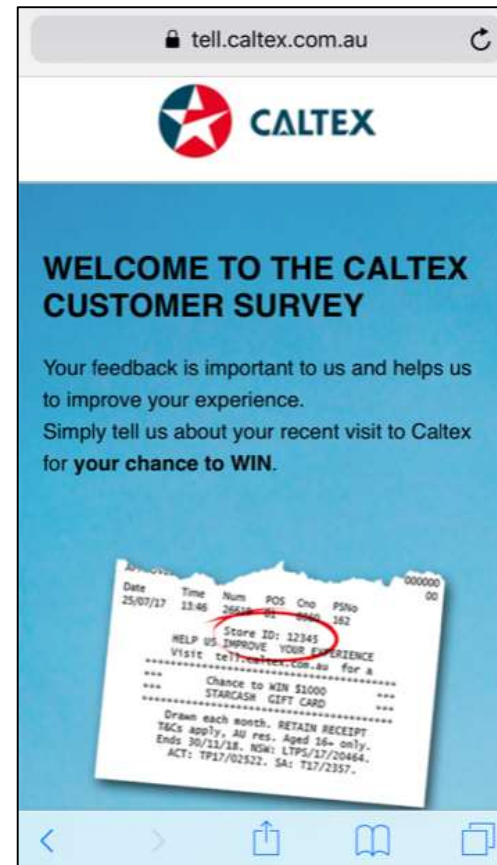 tell.caltex.com.au
CALTEX
WELCOME TO THE CALTEX
CUSTOMER SURVEY
Your feedback is important to us and helps us
to improve your experience.
Simply tell us about your recent visit to Caltex
for your chance to WIN.
000000
Date Time Num POS Cno PSNo 00
25/07/17 13:46 26618 01 162
Store ID: 12345
HELP US IMPROVE YOUR EXPERIENCE
Visit tell.caltex.com.au for a
*** Chance to WIN $1000 ***
*** STARCASH GIFT CARD ***
Drawn each month. RETAIN RECEIPT
T&Cs apply, AU res. Aged 16+ only.
Ends 30/11/18. NSW: LTPS/17/20464.
ACT: TP17/02522. SA: T17/2357.